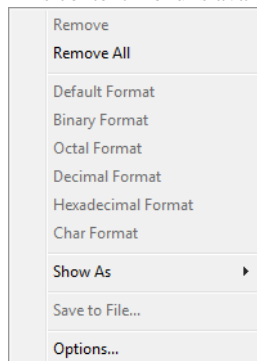 Remove
Remove All
Default Format
Binary Format
Octal Format
Decimal Format
Hexadecimal Format
Char Format
Show As
Save to File...
Options...